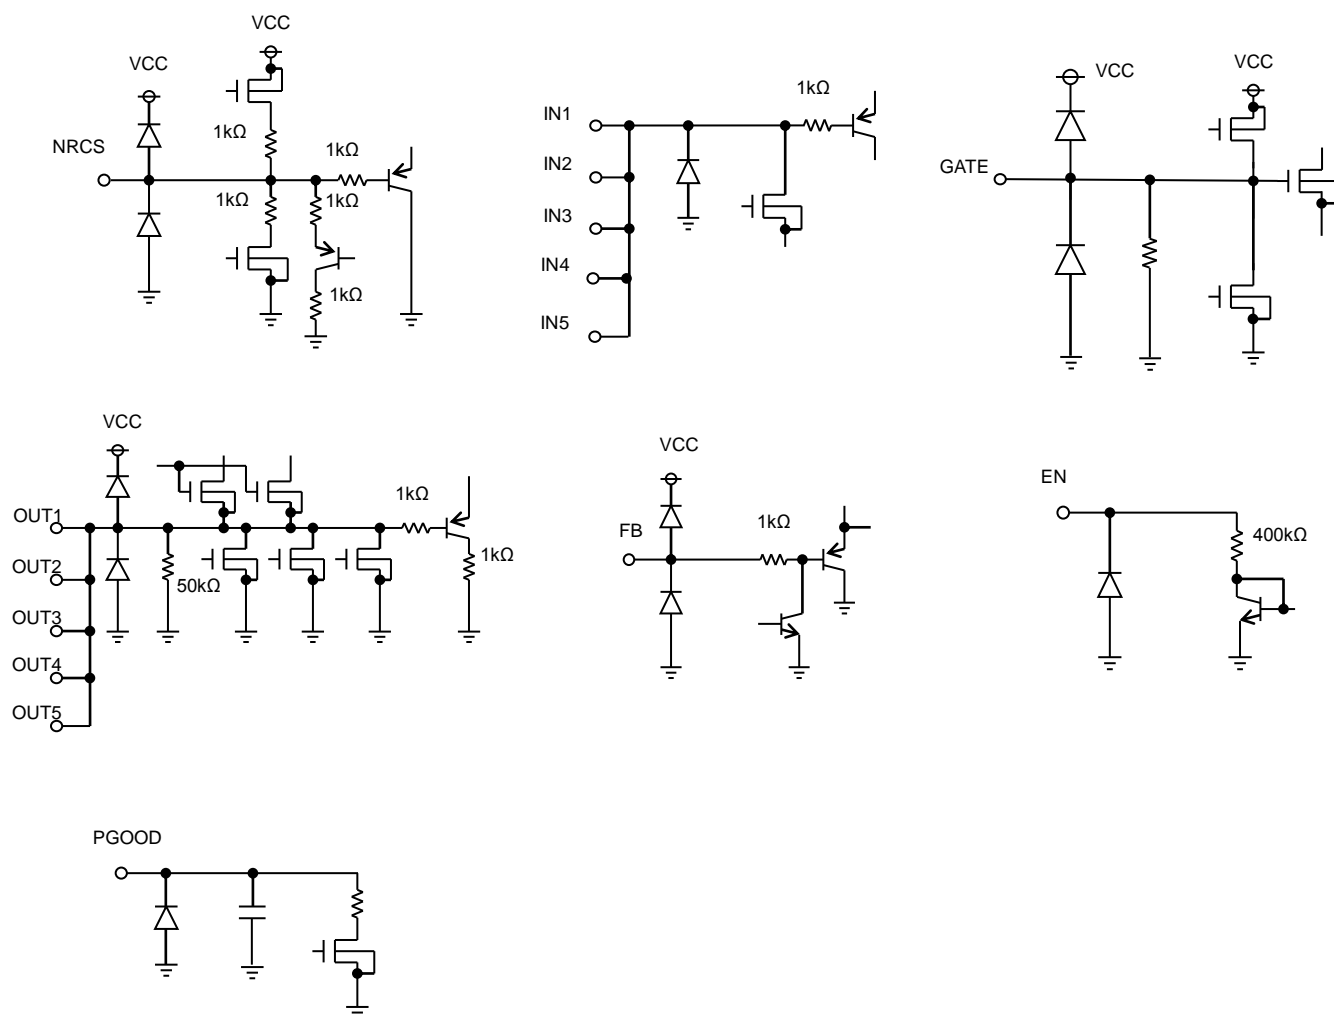 VCC
VCC
NRCS
1kΩ
1kΩ
1kΩ
1kΩ
1kΩ
1kΩ
IN1
IN2
IN3
IN4
IN5
VCC
VCC
GATE
VCC
OUT1
OUT2
OUT3
OUT4
OUT5
50kΩ
1kΩ
1kΩ
VCC
FB
1kΩ
EN
400kΩ
PGOOD